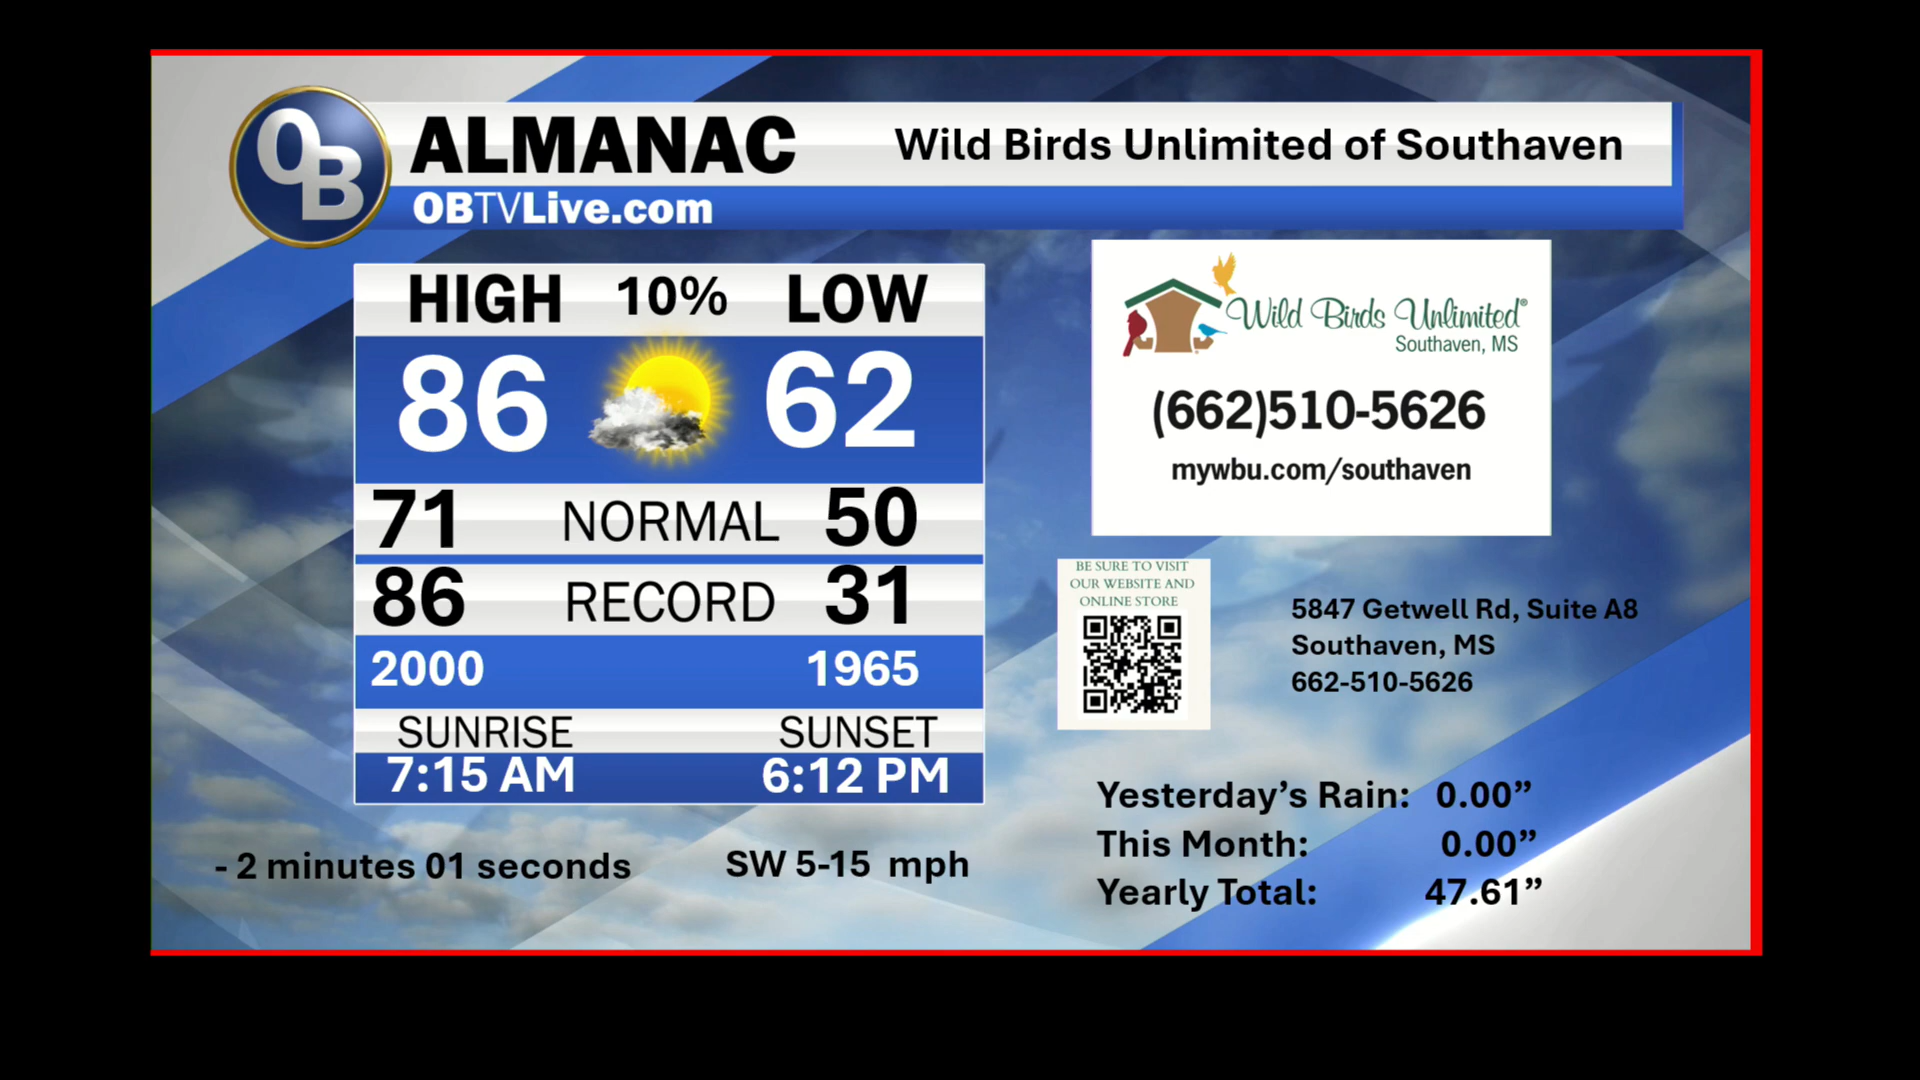 OB
ALMANAC
Wild Birds Unlimited of Southaven
OBTVLive.com
HIGH 10% LOW
86 62
71 NORMAL 50
86 RECORD 31
2000 1965
SUNRISE SUNSET
7:15 AM 6:12 PM
- 2 minutes 01 seconds SW 5-15 mph
Wild Birds Unlimited®
Southaven, MS
(662)510-5626
mywbu.com/southaven
BE SURE TO VISIT
OUR WEBSITE AND
ONLINE STORE
5847 Getwell Rd, Suite A8
Southaven, MS
662-510-5626
Yesterday’s Rain: 0.00”
This Month: 0.00”
Yearly Total: 47.61”